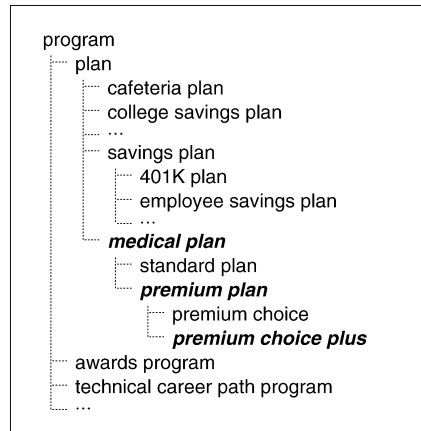 program
plan
cafeteria plan
college savings plan
...
savings plan
401K plan
employee savings plan
...
medical plan
standard plan
premium plan
premium choice
premium choice plus
awards program
technical career path program
...